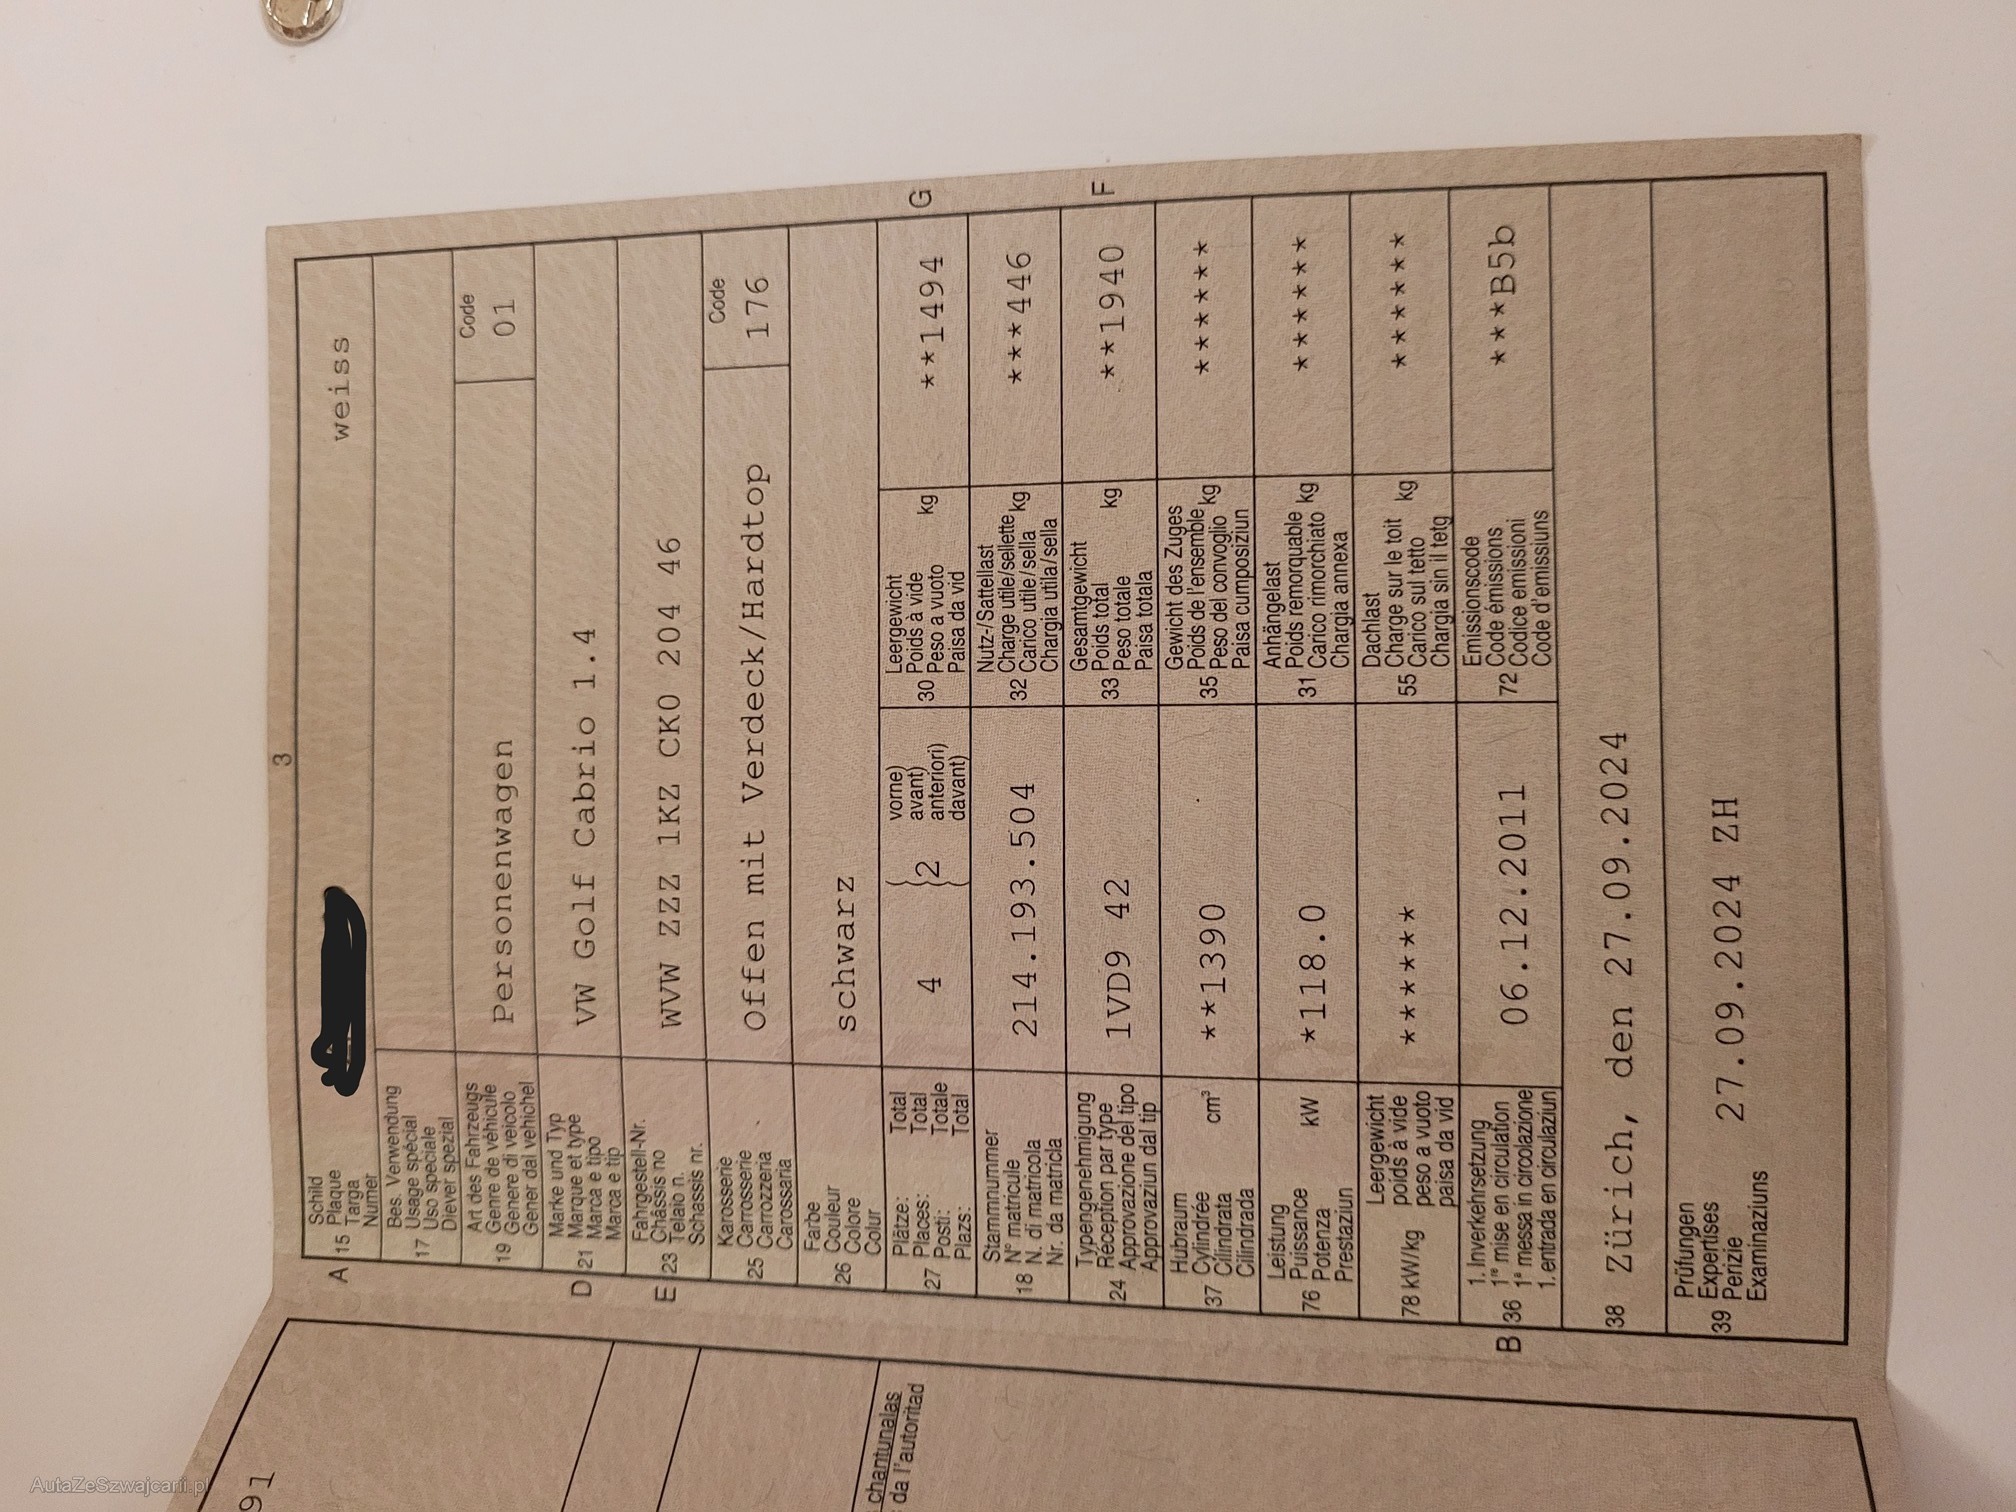 3
A 15 Schild
Plaque
Targa
Numer
weiss
17 Bes. Verwendung
Usage spécial
Uso speciale
Diever spezial
19 Art des Fahrzeugs
Genre de véhicule
Genere di veicolo
Gener dal vehichel
Personenwagen
Code
01
D 21 Marke und Typ
Marque et type
Marca e tipo
Marca e tip
VW Golf Cabrio 1.4
E 23 Fahrgestell-Nr.
Châssis no
Telaio n.
Schassis nr.
WVW ZZZ 1KZ CK0 204 46
25 Karosserie
Carrosserie
Carrozzeria
Carossaria
Offen mit Verdeck/Hardtop
Code
176
26 Farbe
Couleur
Colore
Colur
schwarz
27 Plätze: Total
Places: Total
Posti: Totale
Plazs: Total
4
2
vorne)
avant)
anteriori)
davant)
30 Leergewicht
Poids à vide
Peso a vuoto kg
Paisa da vid
**1494
G
18 Stammnummer
N° matricule
N. di matricola
Nr. da matricla
214.193.504
32 Nutz-/Sattellast
Charge utile/sellette
Carico utile/sella kg
Chargia utila/sella
***446
24 Typengenehmigung
Réception par type
Approvazione del tipo
Approvaziun dal tip
1VD9 42
33 Gesamtgewicht
Poids total
Peso totale kg
Paisa totala
**1940
F
37 Hubraum
Cylindrée
Cilindrata cm³
Cilindrada
**1390
35 Gewicht des Zuges
Poids de l'ensemble
Peso del convoglio kg
Paisa cumposiziun
*******
76 Leistung
Puissance
Potenza kW
Prestaziun
*118.0
31 Anhängelast
Poids remorquable
Carico rimorchiato kg
Chargia annexa
*******
78 kW/kg Leergewicht
poids à vide
peso a vuoto
paisa da vid
******
55 Dachlast
Charge sur le toit
Carico sul tetto kg
Chargia sin il tetg
*******
B 36 1. Inverkehrsetzung
1re mise en circulation
1a messa in circolazione
1. entrada en circulaziun
06.12.2011
72 Emissionscode
Code émissions
Codice emissioni
Code d'emissiuns
***B5b
38 Zürich, den 27.09.2024
39 Prüfungen
Expertises
Perizie
Examinaziuns
27.09.2024 ZH
91
chantunalas
da l'autoritad
AutaZeSzwajcarii.pl